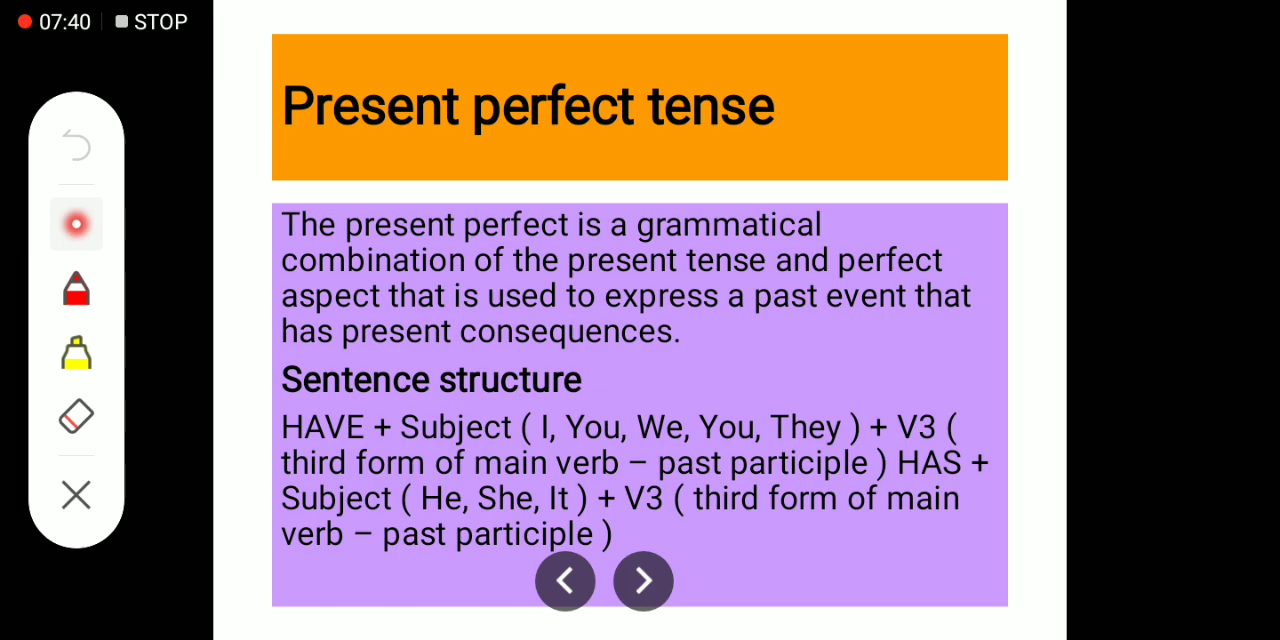 07:40 STOP
Present perfect tense
The present perfect is a grammatical
combination of the present tense and perfect
aspect that is used to express a past event that
has present consequences.
Sentence structure
HAVE + Subject ( I, You, We, You, They ) + V3 (
third form of main verb – past participle ) HAS +
Subject ( He, She, It ) + V3 ( third form of main
verb – past participle )